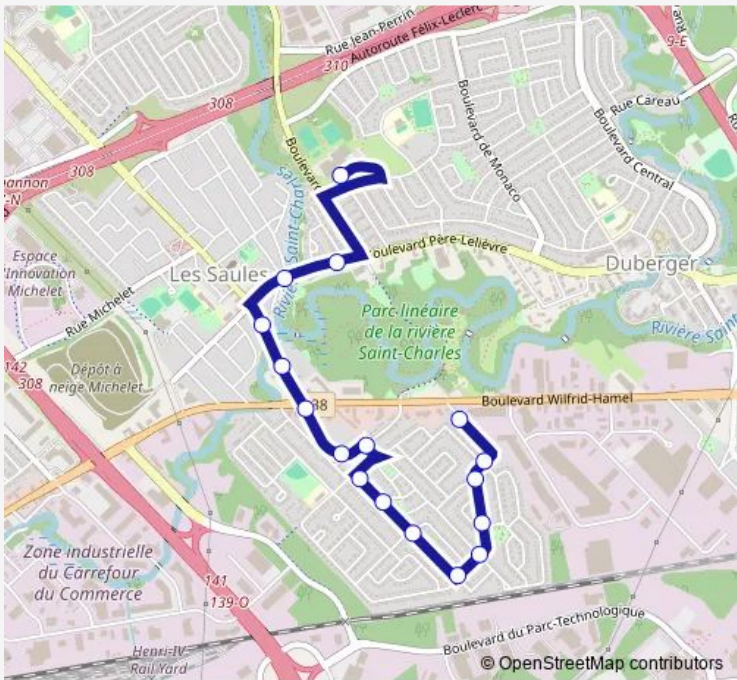 Rue Jean-Perrin
Autoroute Félix-Leclerc
310
9-E
308
Rue Careau
Boulevard de Monaco
Boulevard Central
308
Boulevard
Rivière Saint-Charles
Boulevard Père-Lelièvre
Duberger
Les Saules
Espace
Innovation
Michelet
Rue Michelet
Parc linéaire
de la rivière
Saint-Charles
Dépôt à
neige Michelet
142
308
Boulevard Wilfrid-Hamel
Zone industrielle
du Carrefour
du Commerce
141
139-O
Henri-IV
Rail Yard
Boulevard du Parc-Technologique
© OpenStreetMap contributors